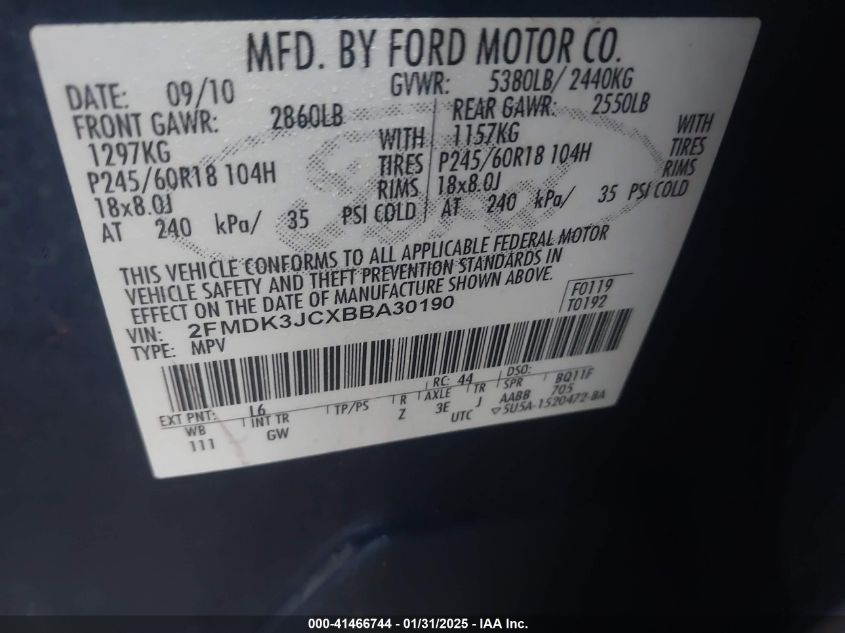 MFD. BY FORD MOTOR CO.
DATE: 09/10 GVWR: 5380LB/ 2440KG
FRONT GAWR: 2860LB REAR GAWR: 2550LB
1297KG WITH 1157KG WITH
P245/60R18 104H TIRES P245/60R18 104H TIRES
18x8.0J RIMS 18x8.0J RIMS
AT 240 kPa/ 35 PSI COLD AT 240 kPa/ 35 PSI COLD
THIS VEHICLE CONFORMS TO ALL APPLICABLE FEDERAL MOTOR
VEHICLE SAFETY AND THEFT PREVENTION STANDARDS IN
EFFECT ON THE DATE OF MANUFACTURE SHOWN ABOVE.
F0119
VIN: 2FMDK3JCXBBA30190 T0192
TYPE: MPV
EXT PNT: L6 RC: 44 DSO:
WB INT TR TP/PS R AXLE TR SPR BQ11F
111 GW Z 3E J AABB 705
UTC ▽5U5A-1520472-BA
000-41466744 / 01/31/2025 - IAA Inc.